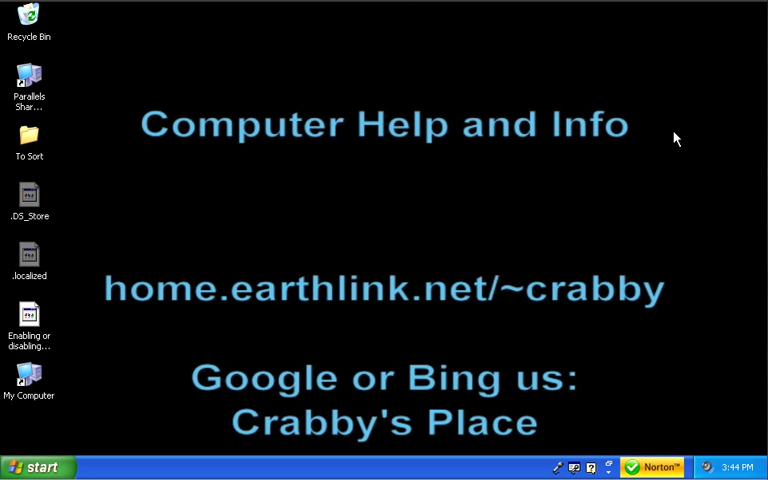 Recycle Bin
Parallels
Shar...
To Sort
.DS_Store
.localized
Enabling or
disabling...
My Computer
Computer Help and Info
home.earthlink.net/~crabby
Google or Bing us:
Crabby's Place
start
Norton™
3:44 PM